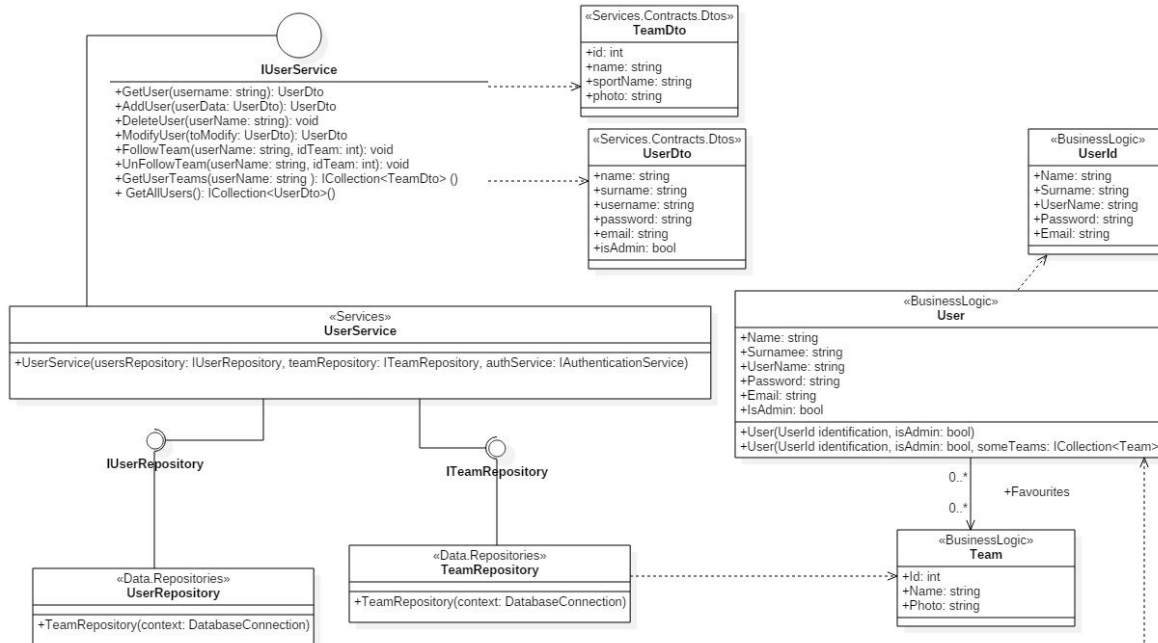 IUserService
+GetUser(username: string): UserDto
+AddUser(userData: UserDto): UserDto
+DeleteUser(userName: string): void
+ModifyUser(toModify: UserDto): UserDto
+FollowTeam(userName: string, idTeam: int): void
+UnFollowTeam(userName: string, idTeam: int): void
+GetUserTeams(userName: string ): ICollection<TeamDto> ()
+ GetAllUsers(): ICollection<UserDto>()
«Services.Contracts.Dtos»
TeamDto
+id: int
+name: string
+sportName: string
+photo: string
«Services.Contracts.Dtos»
UserDto
+name: string
+surname: string
+username: string
+password: string
+email: string
+isAdmin: bool
«BusinessLogic»
UserId
+Name: string
+Surname: string
+UserName: string
+Password: string
+Email: string
«Services»
UserService
+UserService(usersRepository: IUserRepository, teamRepository: ITeamRepository, authService: IAuthenticationService)
«BusinessLogic»
User
+Name: string
+Surnamee: string
+UserName: string
+Password: string
+Email: string
+IsAdmin: bool
+User(UserId identification, isAdmin: bool)
+User(UserId identification, isAdmin: bool, someTeams: ICollection<Team>
IUserRepository
ITeamRepository
0..*
+Favourites
0..*
«Data.Repositories»
UserRepository
+TeamRepository(context: DatabaseConnection)
«Data.Repositories»
TeamRepository
+TeamRepository(context: DatabaseConnection)
«BusinessLogic»
Team
+Id: int
+Name: string
+Photo: string